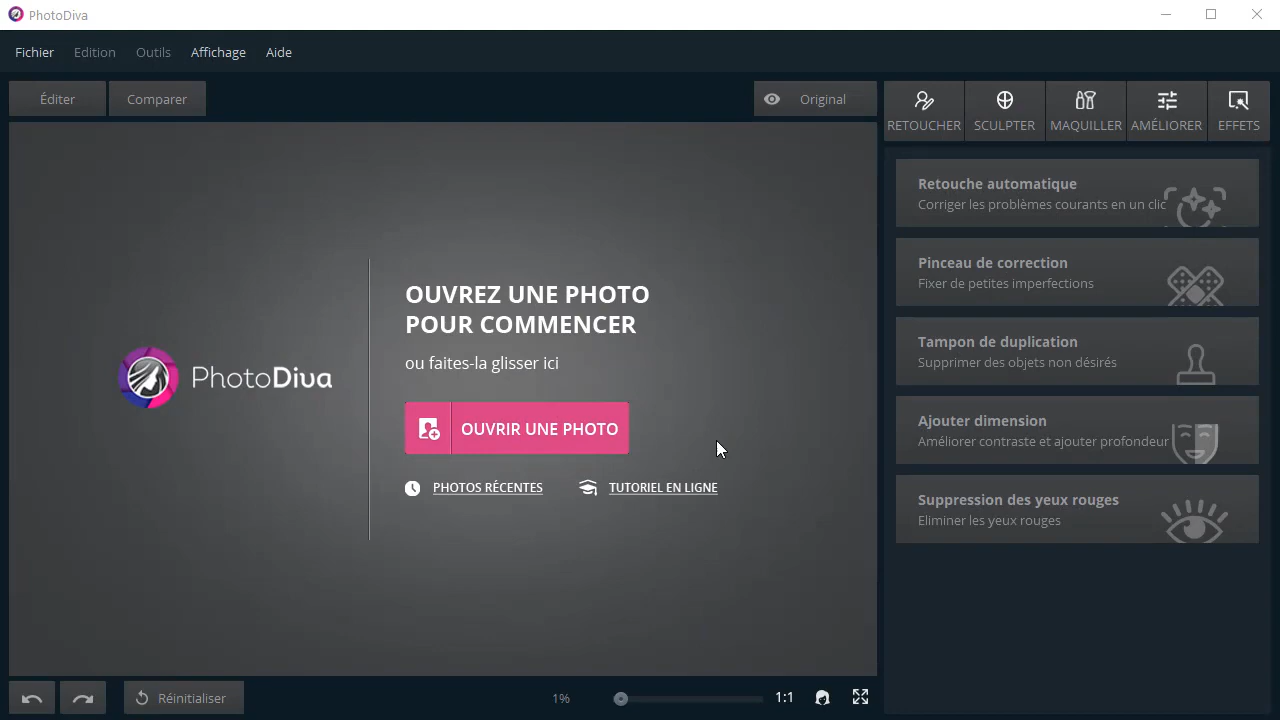 PhotoDiva
Fichier Edition Outils Affichage Aide
Éditer Comparer Original
RETOUCHER SCULPTER MAQUILLER AMÉLIORER EFFETS
Retouche automatique
Corriger les problèmes courants en un clic
Pinceau de correction
Fixer de petites imperfections
Tampon de duplication
Supprimer des objets non désirés
Ajouter dimension
Améliorer contraste et ajouter profondeur
Suppression des yeux rouges
Eliminer les yeux rouges
PhotoDiva
OUVREZ UNE PHOTO
POUR COMMENCER
ou faites-la glisser ici
OUVRIR UNE PHOTO
PHOTOS RÉCENTES TUTORIEL EN LIGNE
Réinitialiser 1% 1:1